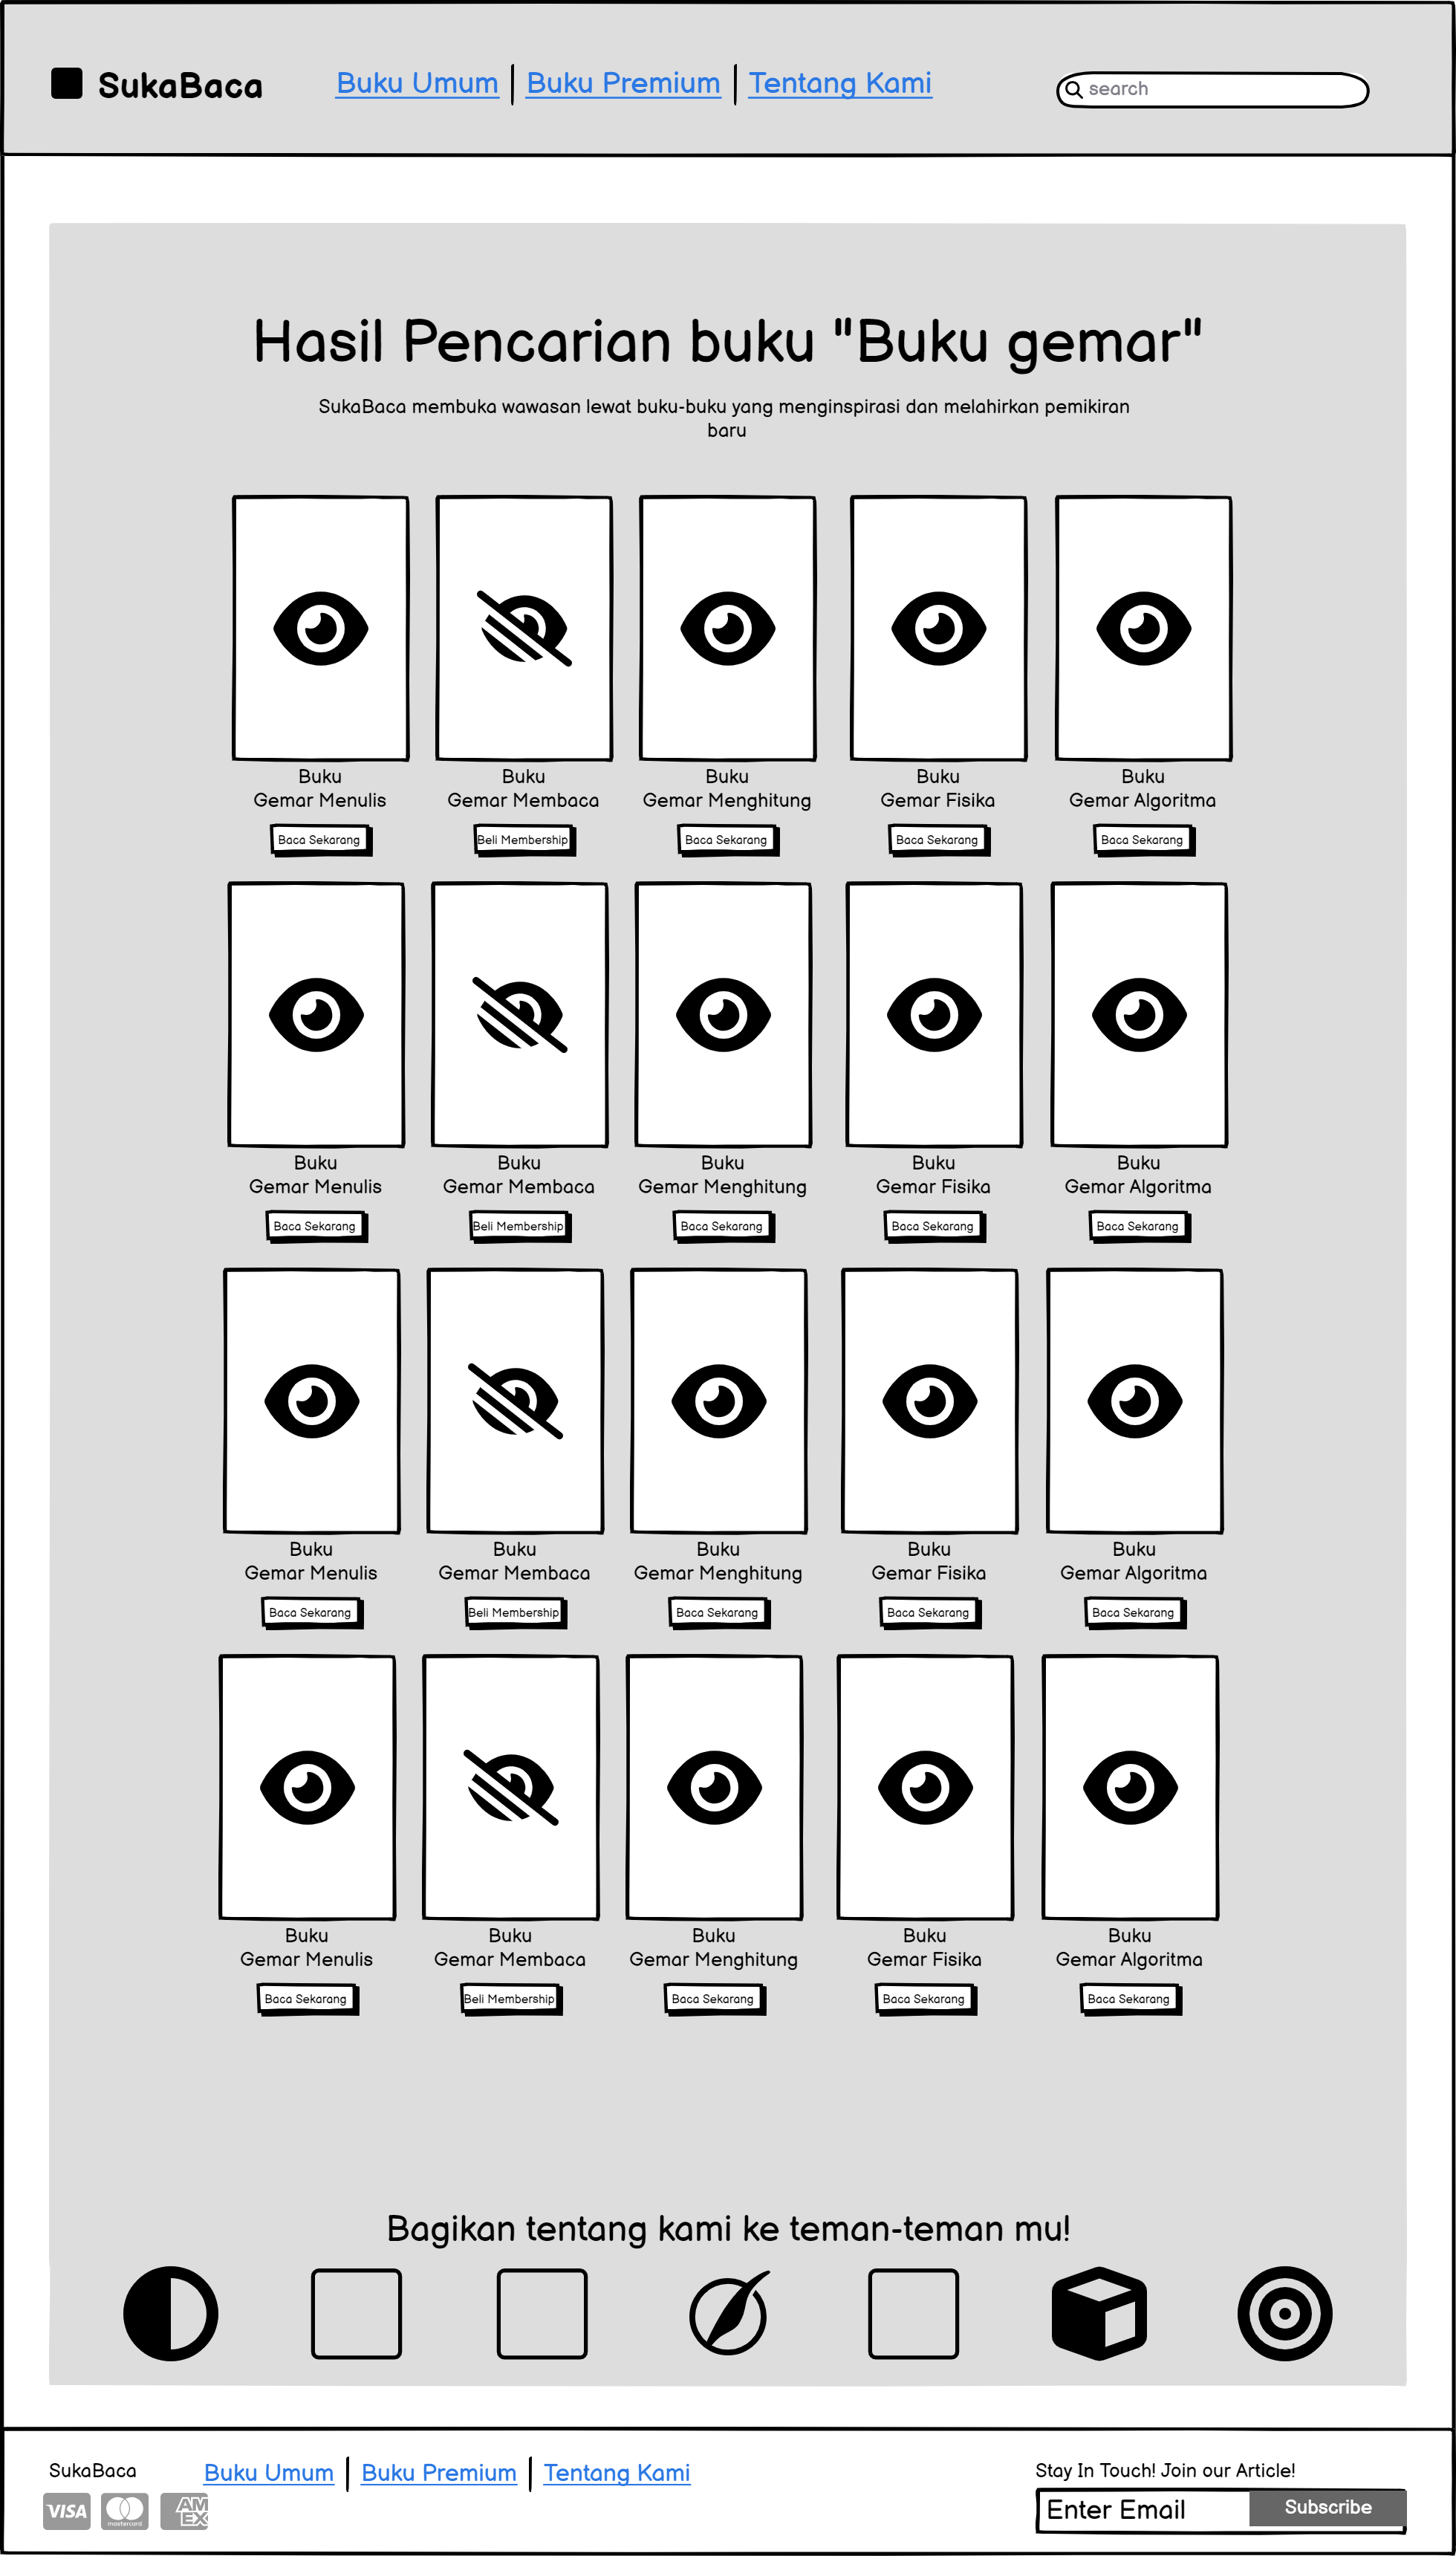 SukaBaca
Buku Umum
Buku Premium
Tentang Kami
search
Hasil Pencarian buku "Buku gemar"
SukaBaca membuka wawasan lewat buku-buku yang menginspirasi dan melahirkan pemikiran
baru
Buku
Gemar Menulis
Baca Sekarang
Buku
Gemar Membaca
Beli Membership
Buku
Gemar Menghitung
Baca Sekarang
Buku
Gemar Fisika
Baca Sekarang
Buku
Gemar Algoritma
Baca Sekarang
Buku
Gemar Menulis
Baca Sekarang
Buku
Gemar Membaca
Beli Membership
Buku
Gemar Menghitung
Baca Sekarang
Buku
Gemar Fisika
Baca Sekarang
Buku
Gemar Algoritma
Baca Sekarang
Buku
Gemar Menulis
Baca Sekarang
Buku
Gemar Membaca
Beli Membership
Buku
Gemar Menghitung
Baca Sekarang
Buku
Gemar Fisika
Baca Sekarang
Buku
Gemar Algoritma
Baca Sekarang
Buku
Gemar Menulis
Baca Sekarang
Buku
Gemar Membaca
Beli Membership
Buku
Gemar Menghitung
Baca Sekarang
Buku
Gemar Fisika
Baca Sekarang
Buku
Gemar Algoritma
Baca Sekarang
Bagikan tentang kami ke teman-teman mu!
SukaBaca
Buku Umum
Buku Premium
Tentang Kami
VISA
mastercard
AM
EX
Stay In Touch! Join our Article!
Enter Email
Subscribe